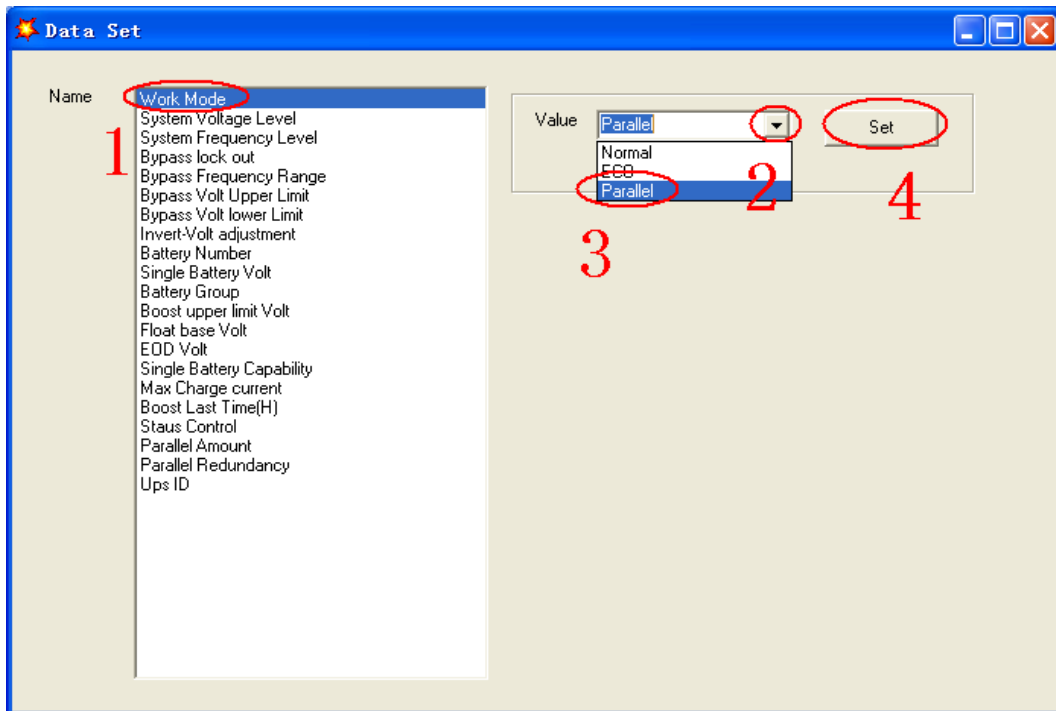 Data Set
Name
Work Mode
System Voltage Level
System Frequency Level
Bypass lock out
Bypass Frequency Range
Bypass Volt Upper Limit
Bypass Volt lower Limit
Invert-Volt adjustment
Battery Number
Single Battery Volt
Battery Group
Boost upper limit Volt
Float base Volt
EOD Volt
Single Battery Capability
Max Charge current
Boost Last Time(H)
Staus Control
Parallel Amount
Parallel Redundancy
Ups ID
1
Value
Parallel
Set
Normal
ECO
Parallel
2
3
4